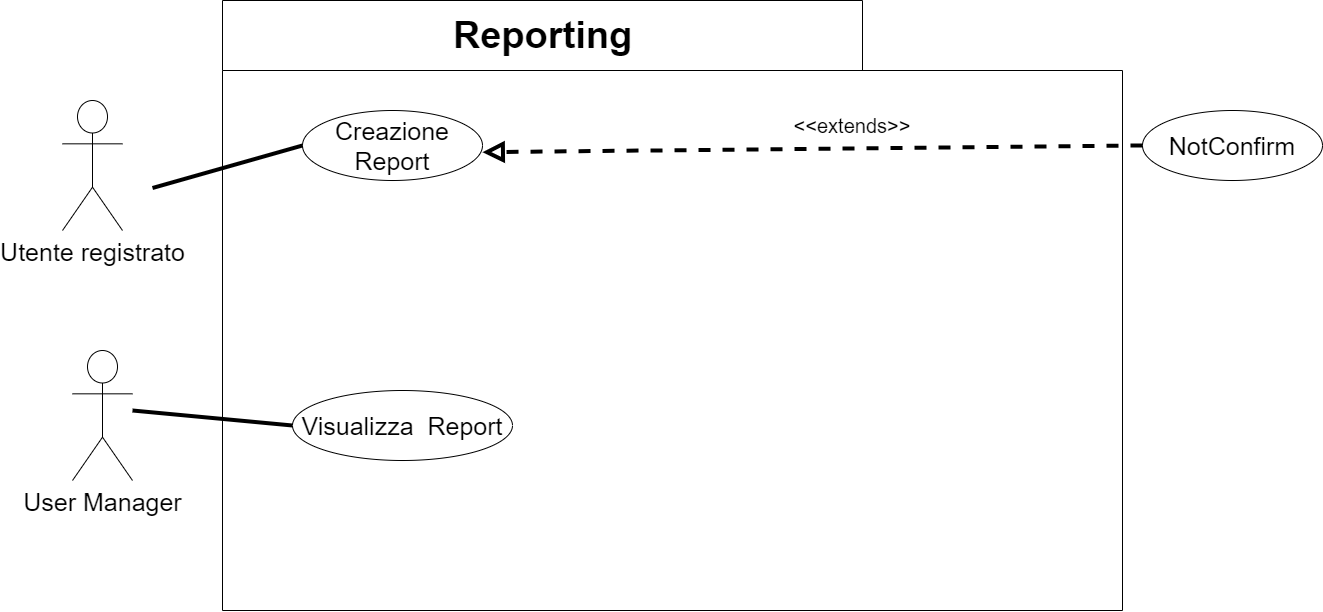 Reporting
Creazione
Report
<<extends>>
NotConfirm
Utente registrato
Visualizza Report
User Manager